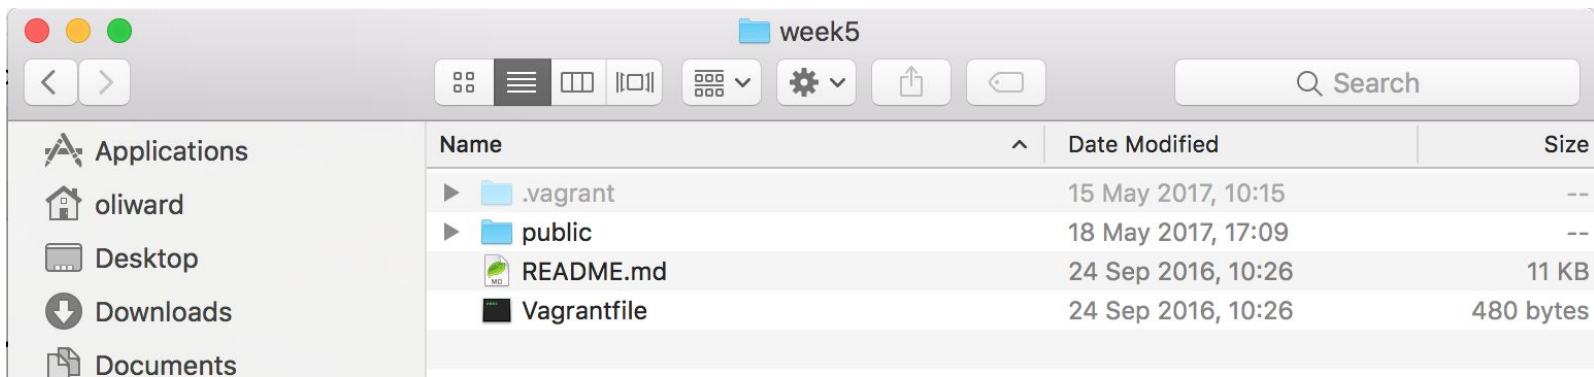 week5
Search
Applications
oliward
Desktop
Downloads
Documents
Name Date Modified Size
.vagrant 15 May 2017, 10:15 --
public 18 May 2017, 17:09 --
MD README.md 24 Sep 2016, 10:26 11 KB
Vagrantfile 24 Sep 2016, 10:26 480 bytes